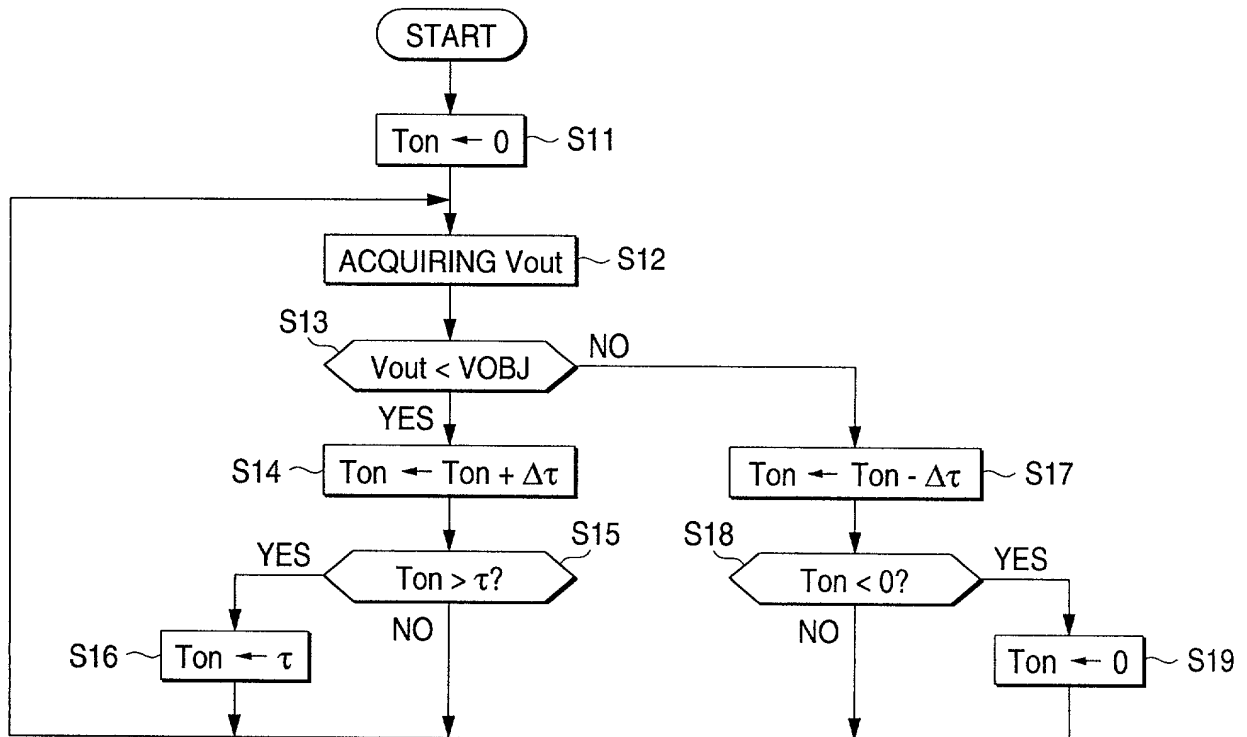 START
Ton ← 0
S11
ACQUIRING Vout
S12
S13
Vout < VOBJ
NO
YES
S14
Ton ← Ton + Δτ
Ton ← Ton - Δτ
S17
YES
Ton > τ?
S15
S18
Ton < 0?
YES
NO
NO
S16
Ton ← τ
Ton ← 0
S19